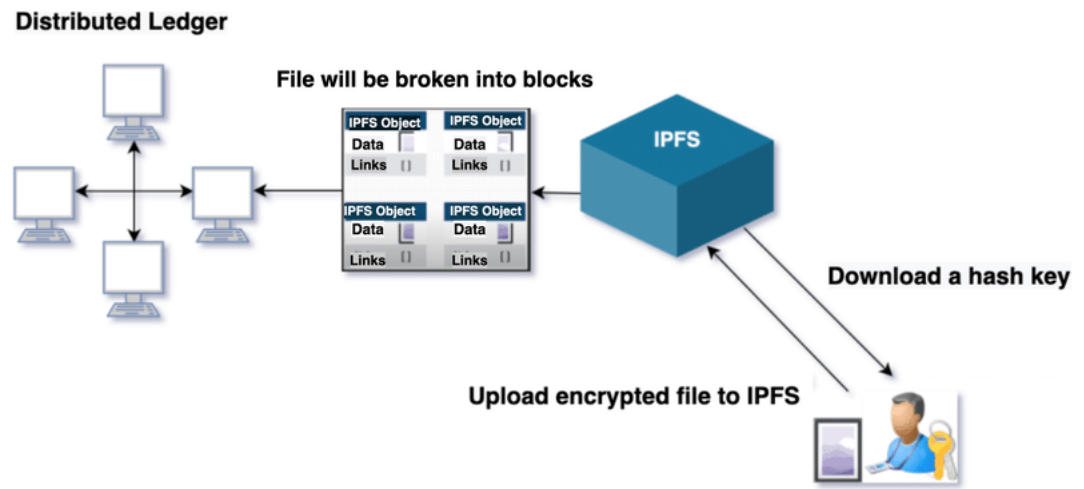 Distributed Ledger
File will be broken into blocks
IPFS Object
IPFS Object
Data
Data
Links []
Links []
IPFS Object
IPFS Object
Data
Data
Links []
Links []
IPFS
Download a hash key
Upload encrypted file to IPFS